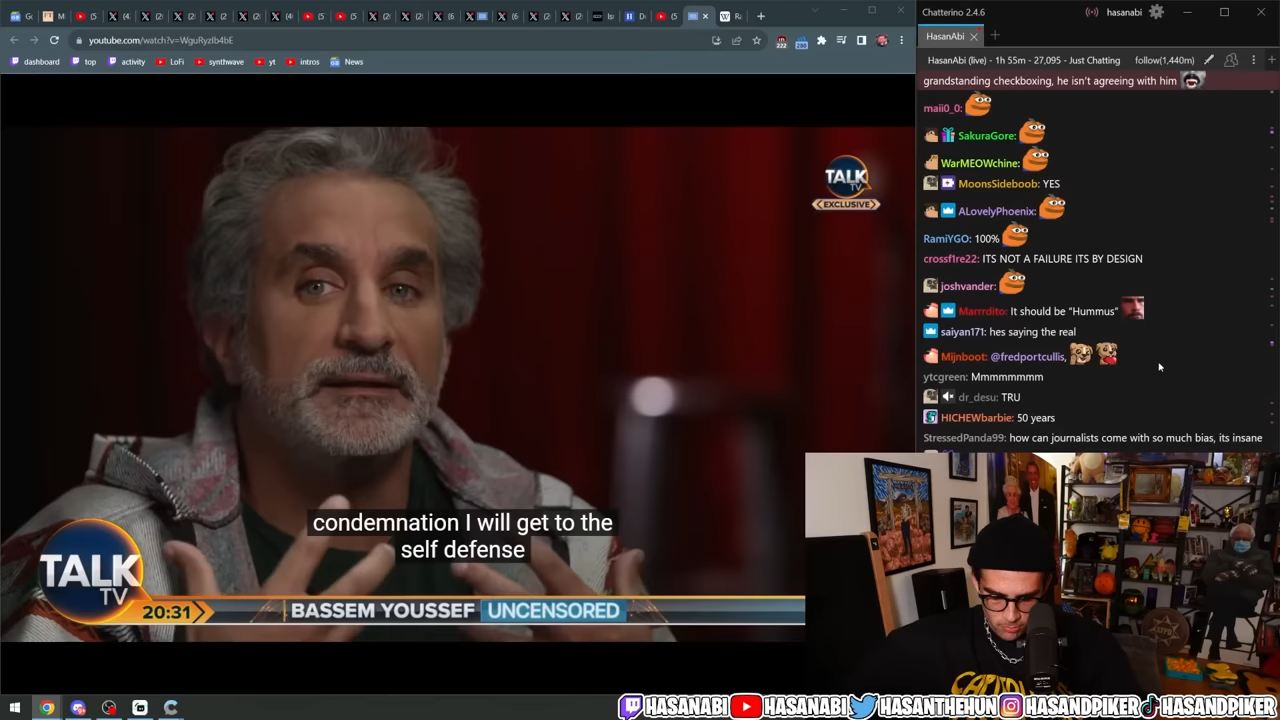 Chatterino 2.4.6
hasanabi
HasanAbi
youtube.com/watch?v=WguRyzJb4bE
222
286
dashboard
top
activity
LoFi
synthwave
yt
intros
News
HasanAbi (live) - 1h 55m - 27,095 - Just Chatting
follow(1,440m)
grandstanding checkboxing, he isn't agreeing with him
maii0_0:
SakuraGore:
WarMEOWchine:
MoonsSideboob: YES
ALovelyPhoenix:
RamiYGO: 100%
crossf1re22: ITS NOT A FAILURE ITS BY DESIGN
joshvander:
Marrrdito: It should be “Hummus”
saiyan171: hes saying the real
Mijnboot: @fredportcullis,
ytcgreen: Mmmmmmmm
dr_desu: TRU
HICHEWbarbie: 50 years
StressedPanda99: how can journalists come with so much bias, its insane
TALK
TV
EXCLUSIVE
condemnation I will get to the
self defense
TALK
TV
20:31
BASSEM YOUSSEF UNCENSORED
HASANABI
HASANABI
HASANTHEHUN
HASANDPIKER
HASANDPIKER